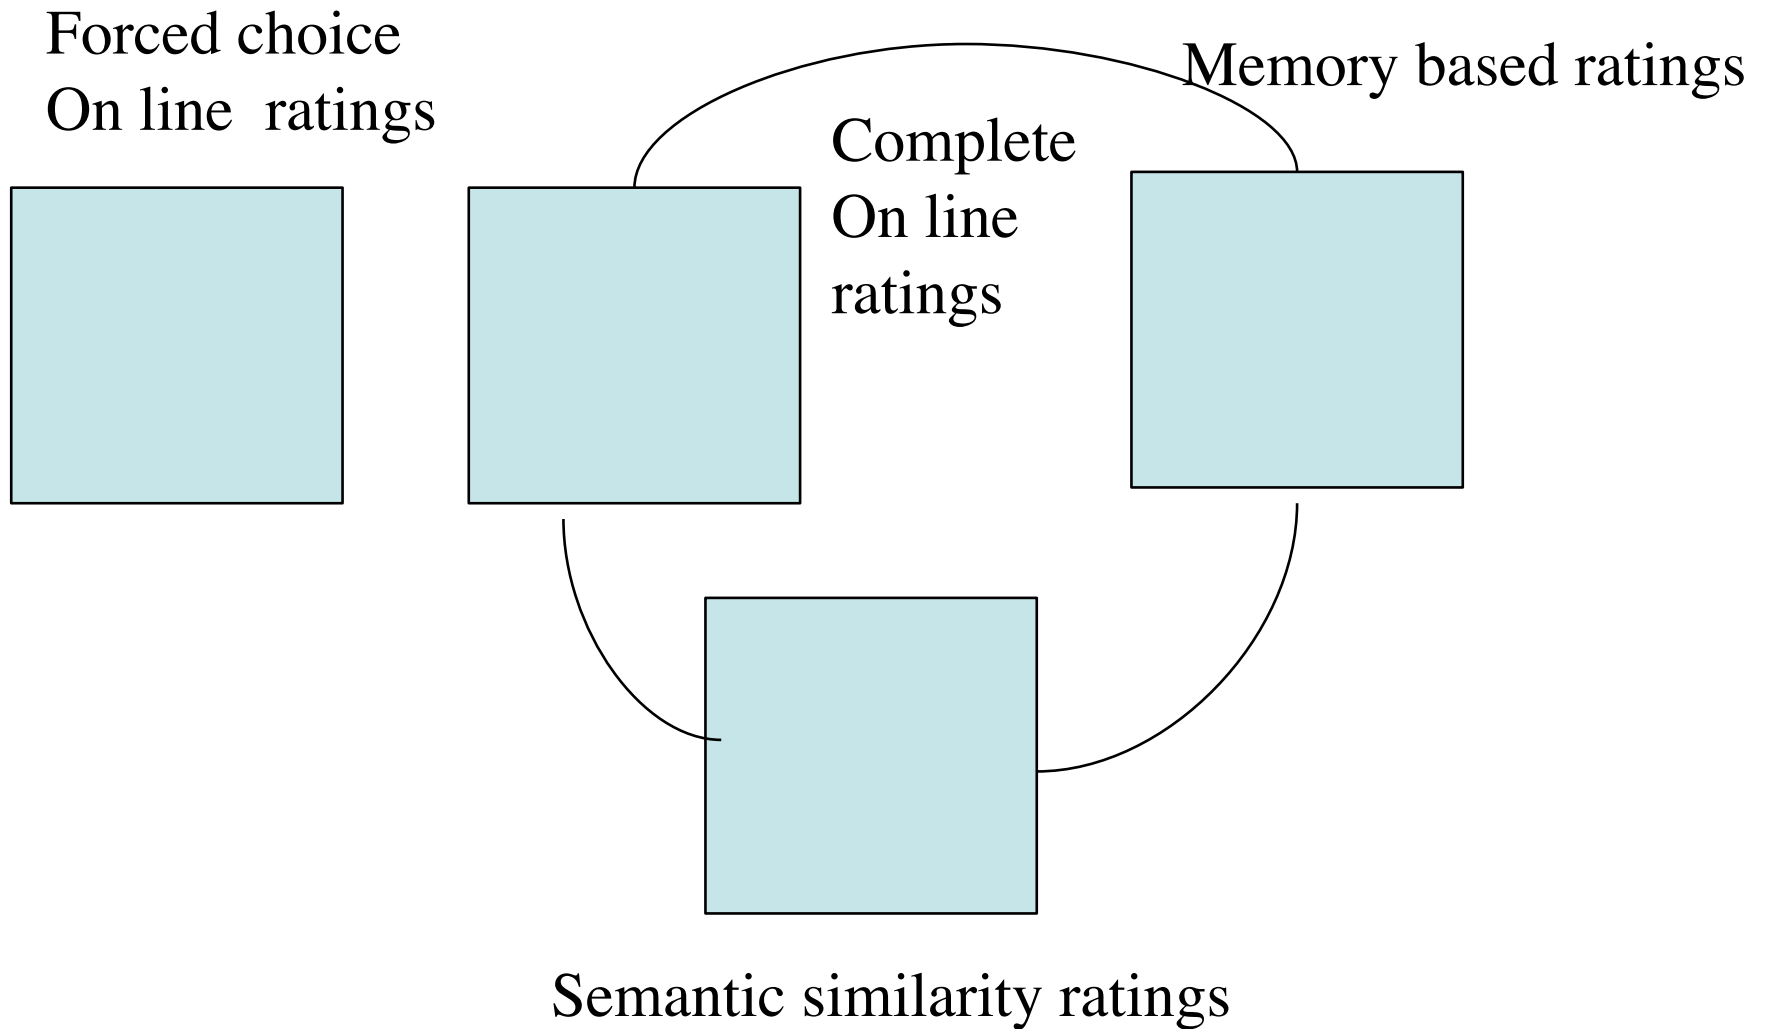 Forced choice
On line  ratings
Memory based ratings
Complete
On line
ratings
Semantic similarity ratings